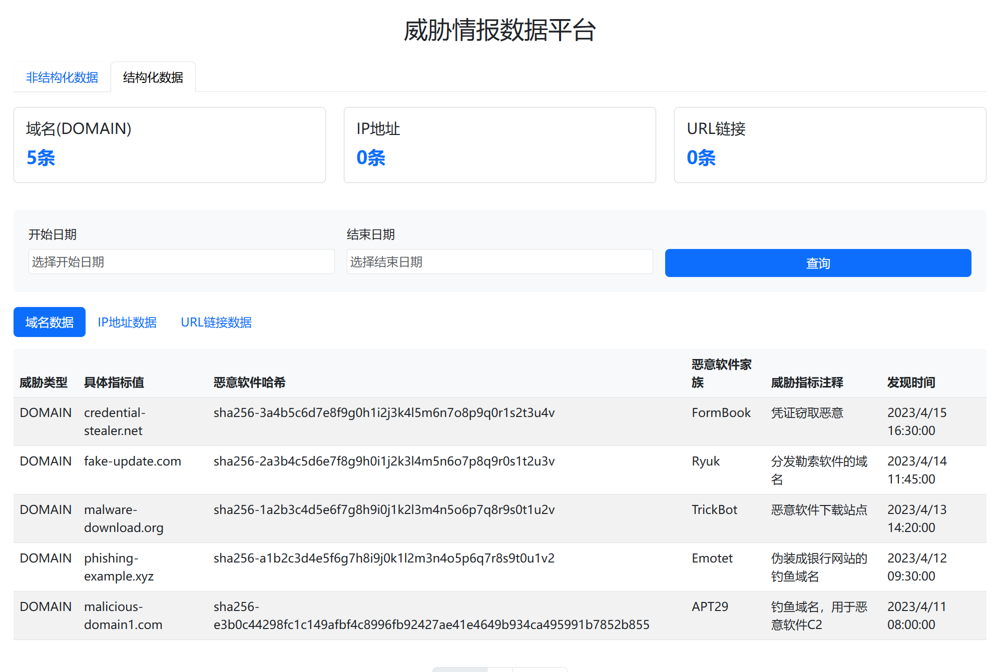 威胁情报数据平台
非结构化数据 结构化数据
域名(DOMAIN) IP地址 URL链接
5条 0条 0条
开始日期 结束日期
选择开始日期 选择结束日期 查询
域名数据 IP地址数据 URL链接数据
恶意软件家
威胁类型 具体指标值 恶意软件哈希 族 威胁指标注释 发现时间
DOMAIN credential- sha256-3a4b5c6d7e8f9g0h1i2j3k4l5m6n7o8p9q0r1s2t3u4v FormBook 凭证窃取恶意 2023/4/15
stealer.net 16:30:00
DOMAIN fake-update.com sha256-2a3b4c5d6e7f8g9h0i1j2k3l4m5n6o7p8q9r0s1t2u3v Ryuk 分发勒索软件的域 2023/4/14
名 11:45:00
DOMAIN malware- sha256-1a2b3c4d5e6f7g8h9i0j1k2l3m4n5o6p7q8r9s0t1u2v TrickBot 恶意软件下载站点 2023/4/13
download.org 14:20:00
DOMAIN phishing- sha256-a1b2c3d4e5f6g7h8i9j0k1l2m3n4o5p6q7r8s9t0u1v2 Emotet 伪装成银行网站的 2023/4/12
example.xyz 钓鱼域名 09:30:00
DOMAIN malicious- sha256- APT29 钓鱼域名，用于恶 2023/4/11
domain1.com e3b0c44298fc1c149afbf4c8996fb92427ae41e4649b934ca495991b7852b855 意软件C2 08:00:00